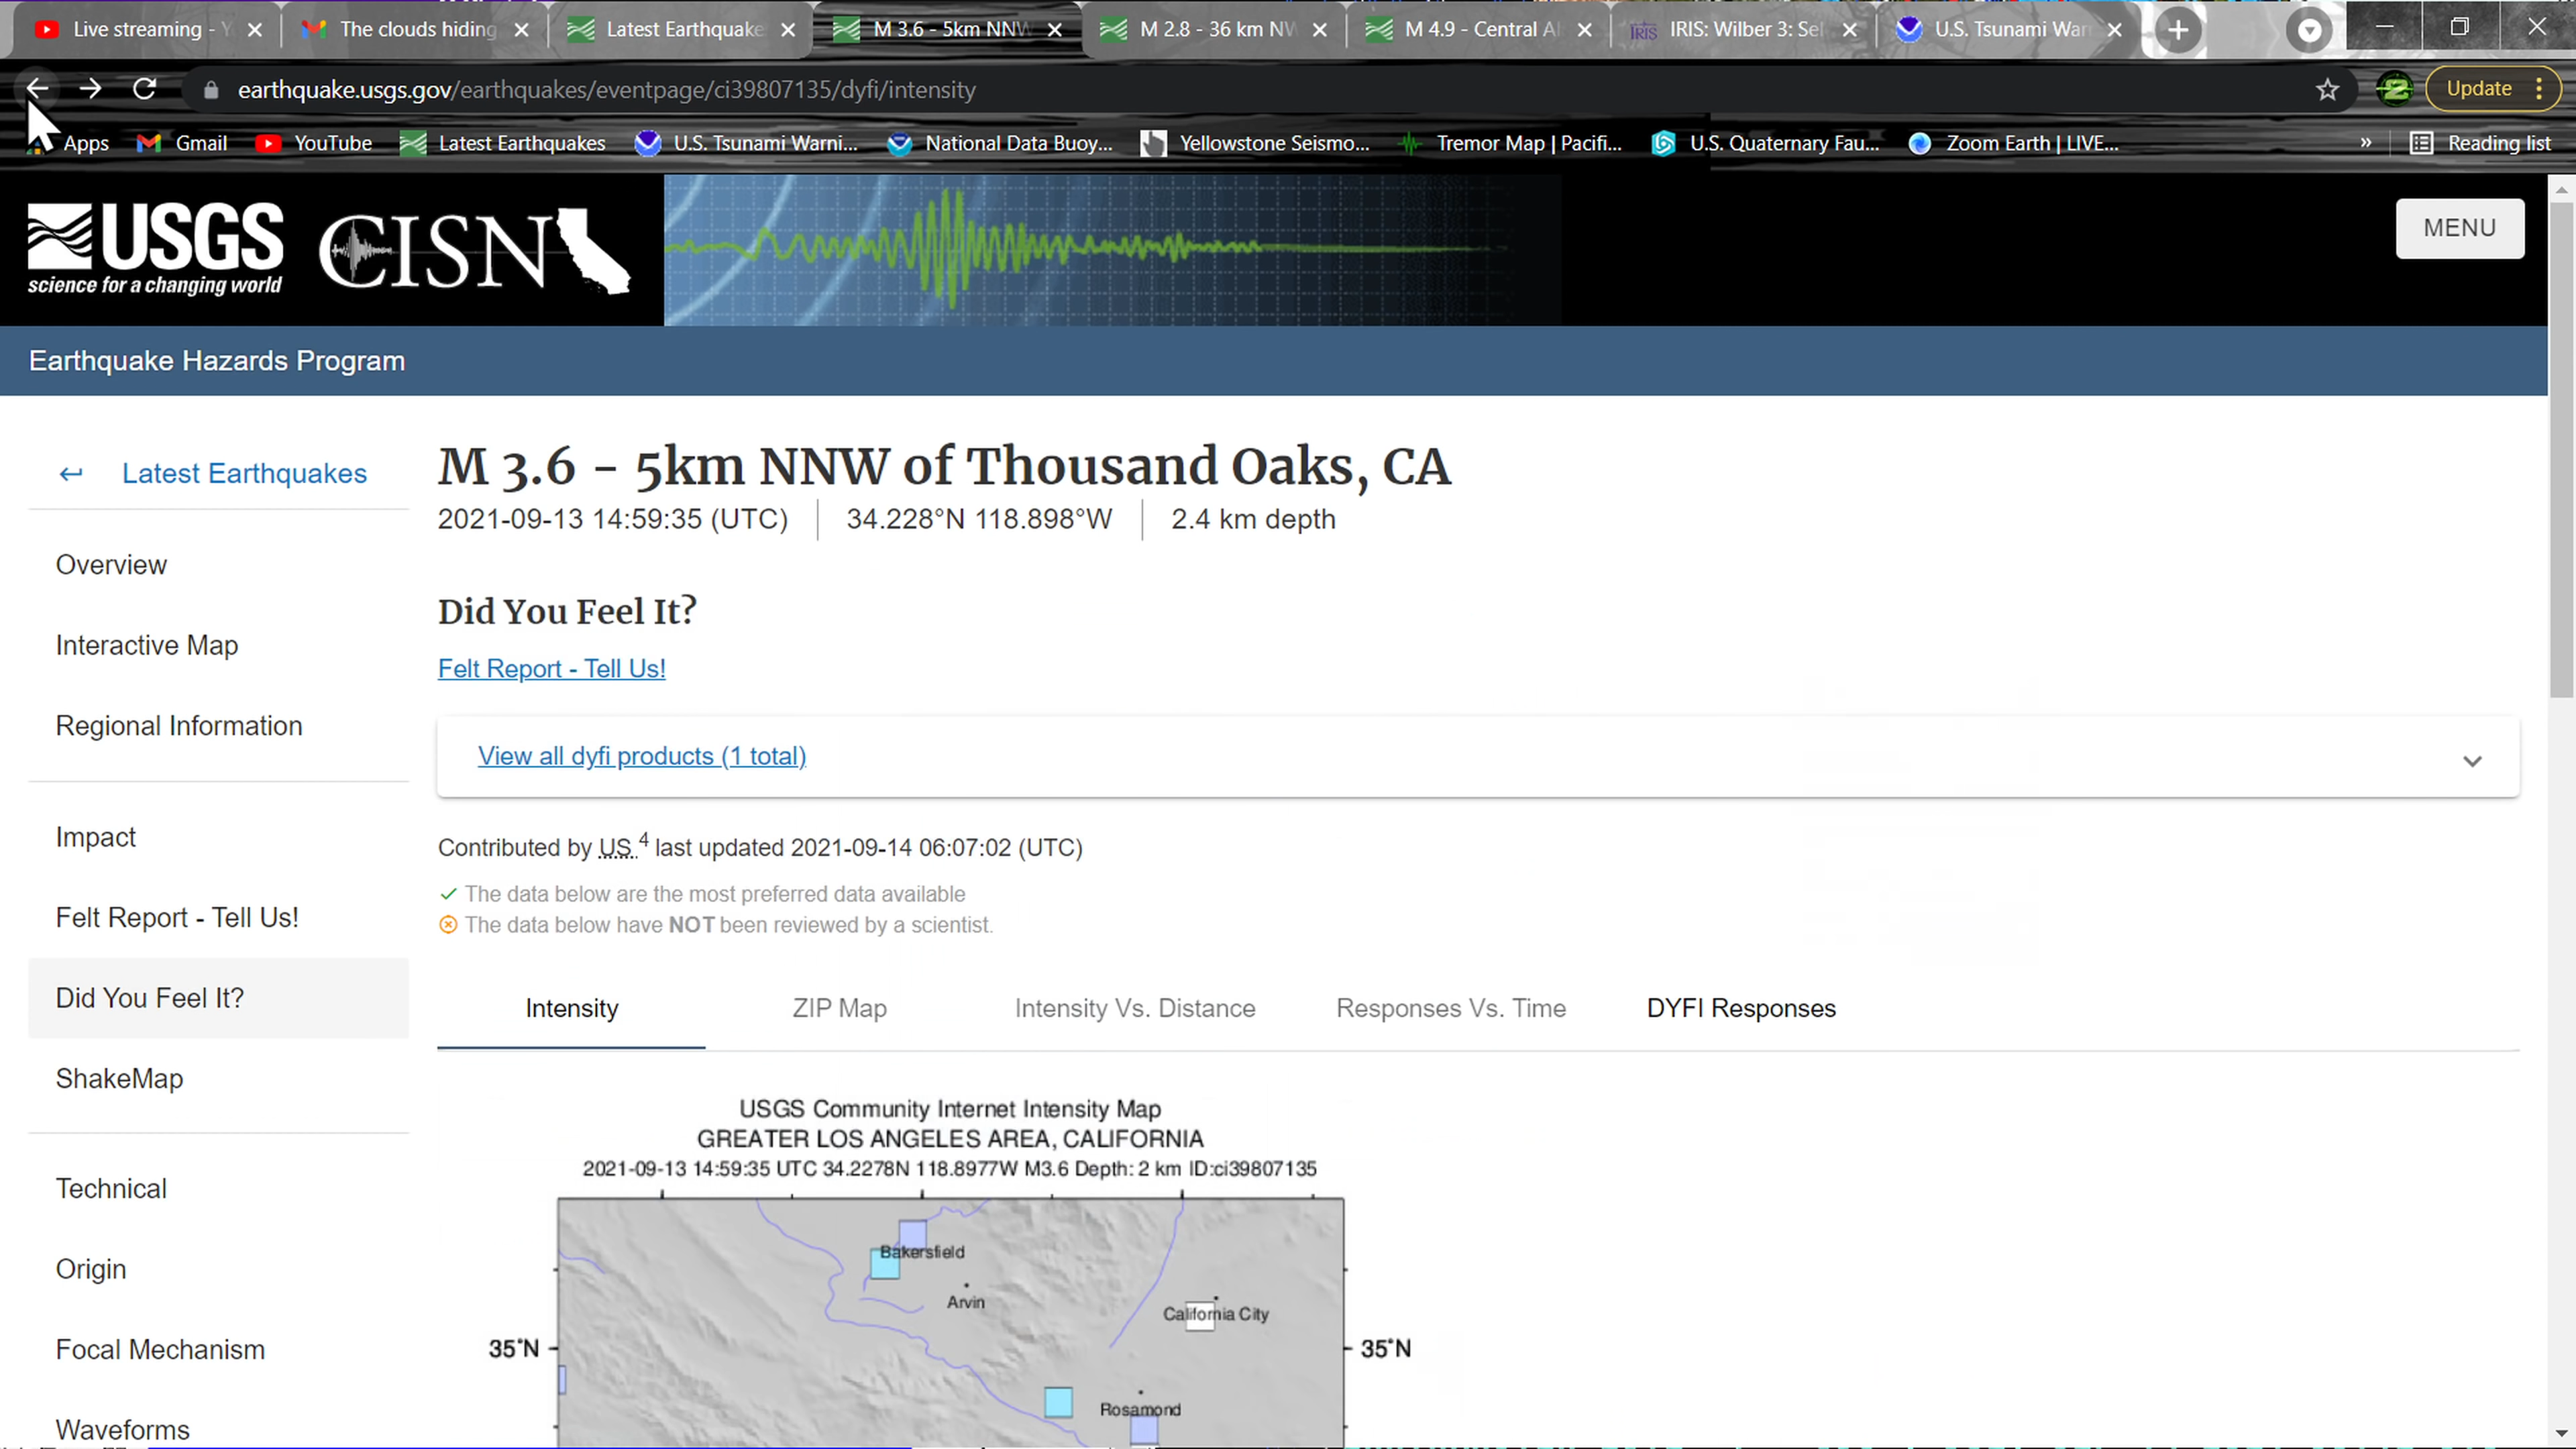 Live streaming - Y
The clouds hiding
Latest Earthquake
M 3.6 - 5km NNW
M 2.8 - 36 km NW
M 4.9 - Central Al
IRIS IRIS: Wilber 3: Sel
U.S. Tsunami War
earthquake.usgs.gov/earthquakes/eventpage/ci39807135/dyfi/intensity
Update
Apps
Gmail
YouTube
Latest Earthquakes
U.S. Tsunami Warni...
National Data Buoy...
Yellowstone Seismo...
Tremor Map | Pacifi...
U.S. Quaternary Fau...
Zoom Earth | LIVE...
»
Reading list
USGS
science for a changing world
CISN
MENU
Earthquake Hazards Program
Latest Earthquakes
Overview
Interactive Map
Regional Information
Impact
Felt Report - Tell Us!
Did You Feel It?
ShakeMap
Technical
Origin
Focal Mechanism
Waveforms
M 3.6 - 5km NNW of Thousand Oaks, CA
2021-09-13 14:59:35 (UTC) 34.228°N 118.898°W 2.4 km depth
Did You Feel It?
Felt Report - Tell Us!
View all dyfi products (1 total)
Contributed by US 4 last updated 2021-09-14 06:07:02 (UTC)
The data below are the most preferred data available
The data below have NOT been reviewed by a scientist.
Intensity ZIP Map Intensity Vs. Distance Responses Vs. Time DYFI Responses
USGS Community Internet Intensity Map
GREATER LOS ANGELES AREA, CALIFORNIA
2021-09-13 14:59:35 UTC 34.2278N 118.8977W M3.6 Depth: 2 km ID:ci39807135
Bakersfield
Arvin
California City
35°N 35°N
Rosamond